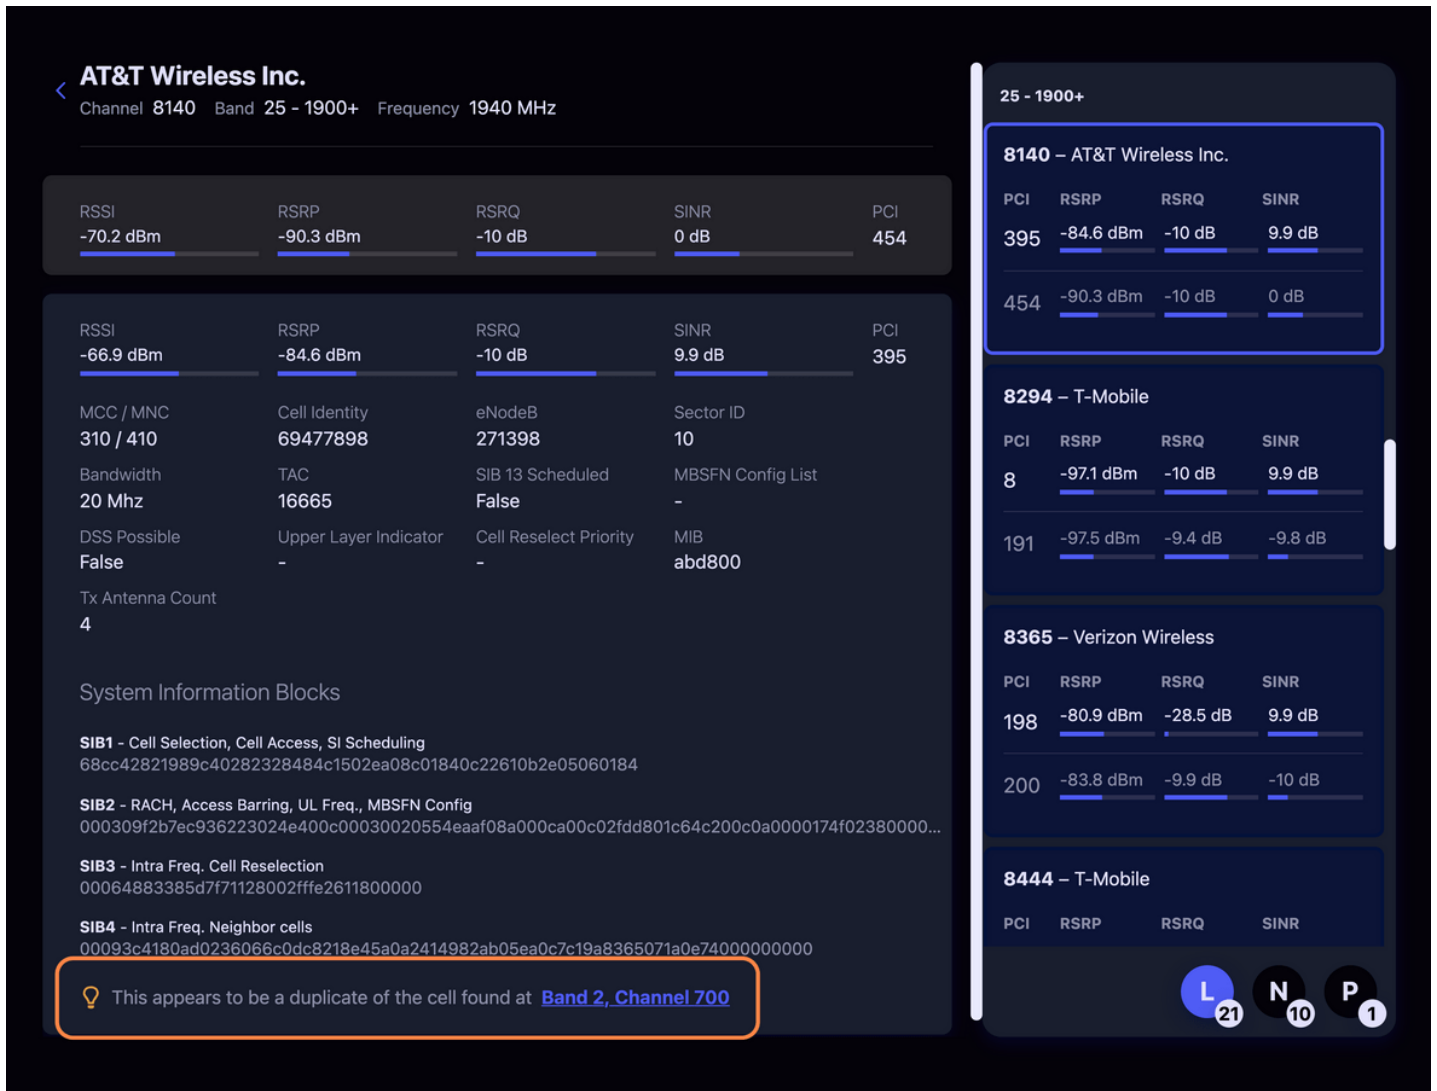 AT&T Wireless Inc.
Channel 8140 Band 25 - 1900+ Frequency 1940 MHz
RSSI RSRP RSRQ SINR PCI
-70.2 dBm -90.3 dBm -10 dB 0 dB 454
RSSI RSRP RSRQ SINR PCI
-66.9 dBm -84.6 dBm -10 dB 9.9 dB 395
MCC / MNC Cell Identity eNodeB Sector ID
310 / 410 69477898 271398 10
Bandwidth TAC SIB 13 Scheduled MBSFN Config List
20 Mhz 16665 False -
DSS Possible Upper Layer Indicator Cell Reselect Priority MIB
False - - abd800
Tx Antenna Count
4
System Information Blocks
SIB1 - Cell Selection, Cell Access, SI Scheduling
68cc42821989c40282328484c1502ea08c01840c22610b2e05060184
SIB2 - RACH, Access Barring, UL Freq., MBSFN Config
000309f2b7ec936223024e400c00030020554eaaf08a000ca00c02fdd801c64c200c0a0000174f02380000...
SIB3 - Intra Freq. Cell Reselection
00064883385d7f71128002fffe2611800000
SIB4 - Intra Freq. Neighbor cells
00093c4180ad0236066c0dc8218e45a0a2414982ab05ea0c7c19a8365071a0e74000000000
This appears to be a duplicate of the cell found at Band 2, Channel 700
25 - 1900+
8140 – AT&T Wireless Inc.
PCI RSRP RSRQ SINR
395 -84.6 dBm -10 dB 9.9 dB
454 -90.3 dBm -10 dB 0 dB
8294 – T-Mobile
PCI RSRP RSRQ SINR
8 -97.1 dBm -10 dB 9.9 dB
191 -97.5 dBm -9.4 dB -9.8 dB
8365 – Verizon Wireless
PCI RSRP RSRQ SINR
198 -80.9 dBm -28.5 dB 9.9 dB
200 -83.8 dBm -9.9 dB -10 dB
8444 – T-Mobile
PCI RSRP RSRQ SINR
L 21 N 10 P 1